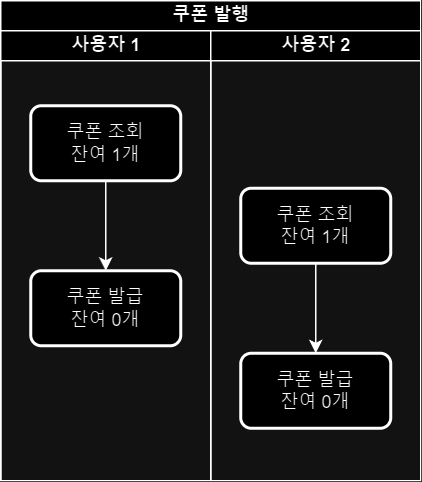 쿠폰 발행
사용자 1
사용자 2
쿠폰 조회
잔여 1개
쿠폰 발급
잔여 0개
쿠폰 조회
잔여 1개
쿠폰 발급
잔여 0개